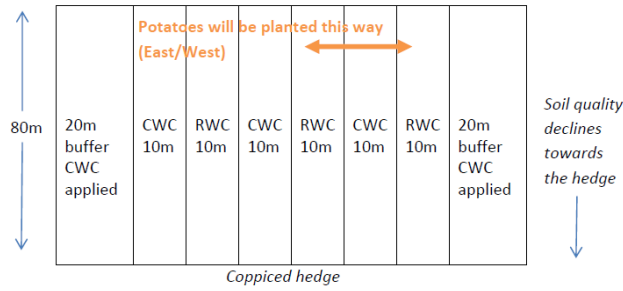 Potatoes will be planted this way
(East/West)
80m
20m
buffer
CWC
applied
CWC
10m
RWC
10m
CWC
10m
RWC
10m
CWC
10m
RWC
10m
20m
buffer
CWC
applied
Soil quality
declines
towards
the hedge
Coppiced hedge